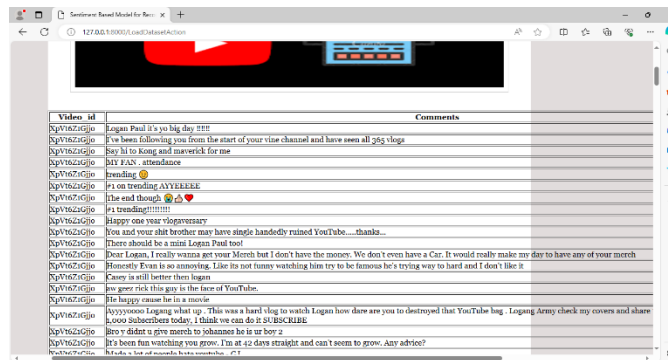 Sentiment Based Model for Reco
127.0.0.1:8000/LoadDatasetAction
Video_id Comments
XpVt6Z1Gjjo Logan Paul it's yo big day !!!!!!
XpVt6Z1Gjjo I've been following you from the start of your vine channel and have seen all 365 vlogs
XpVt6Z1Gjjo Say hi to Kong and maverick for me
XpVt6Z1Gjjo MY FAN . attendance
XpVt6Z1Gjjo trending 😉
XpVt6Z1Gjjo #1 on trending AYYEEEEE
XpVt6Z1Gjjo The end though 😭👍🏻❤️
XpVt6Z1Gjjo #1 trending!!!!!!!!!
XpVt6Z1Gjjo Happy one year vlogaversary
XpVt6Z1Gjjo You and your shit brother may have single handedly ruined YouTube.....thanks...
XpVt6Z1Gjjo There should be a mini Logan Paul too!
XpVt6Z1Gjjo Dear Logan, I really wanna get your Merch but I don't have the money. We don't even have a Car. It would really make my day to have any of your merch
XpVt6Z1Gjjo Honestly Evan is so annoying. Like its not funny watching him try to be famous he's trying way to hard and I don't like it
XpVt6Z1Gjjo Casey is still better then logan
XpVt6Z1Gjjo aw geez rick this guy is the face of YouTube.
XpVt6Z1Gjjo He happy cause he in a movie
XpVt6Z1Gjjo Ayyyyoooo Logang what up . This was a hard vlog to watch Logan how dare are you to destroyed that YouTube bag . Logang Army check my covers and share
1,000 Subscribers today, I think we can do it SUBSCRIBE
XpVt6Z1Gjjo Bro y didnt u give merch to johannes he is ur boy 2
XpVt6Z1Gjjo It's been fun watching you grow. I'm at 42 days straight and can't seem to grow. Any advice?
XpVt6Z1Gjjo Made a lot of people hate youtube . G.I